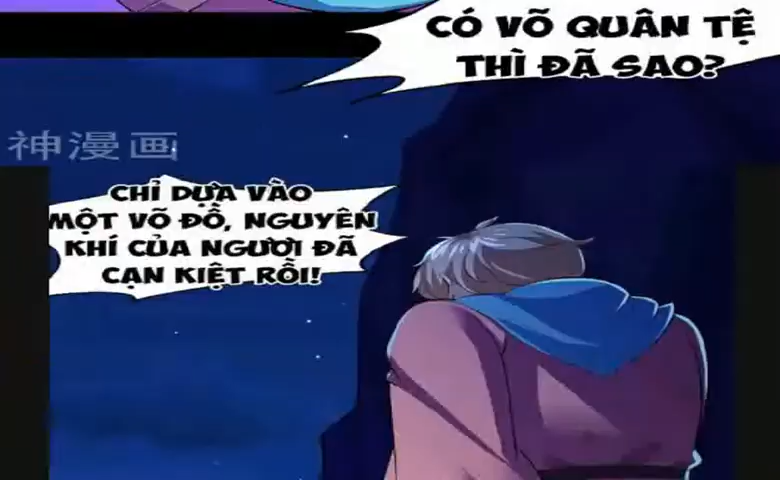 CÓ VÕ QUÂN TỆ
THÌ ĐÃ SAO?
神漫画
CHỈ DỰA VÀO
MỘT VÕ ĐỒ, NGUYÊN
KHÍ CỦA NGƯƠI ĐÃ
CẠN KIỆT RỒI!